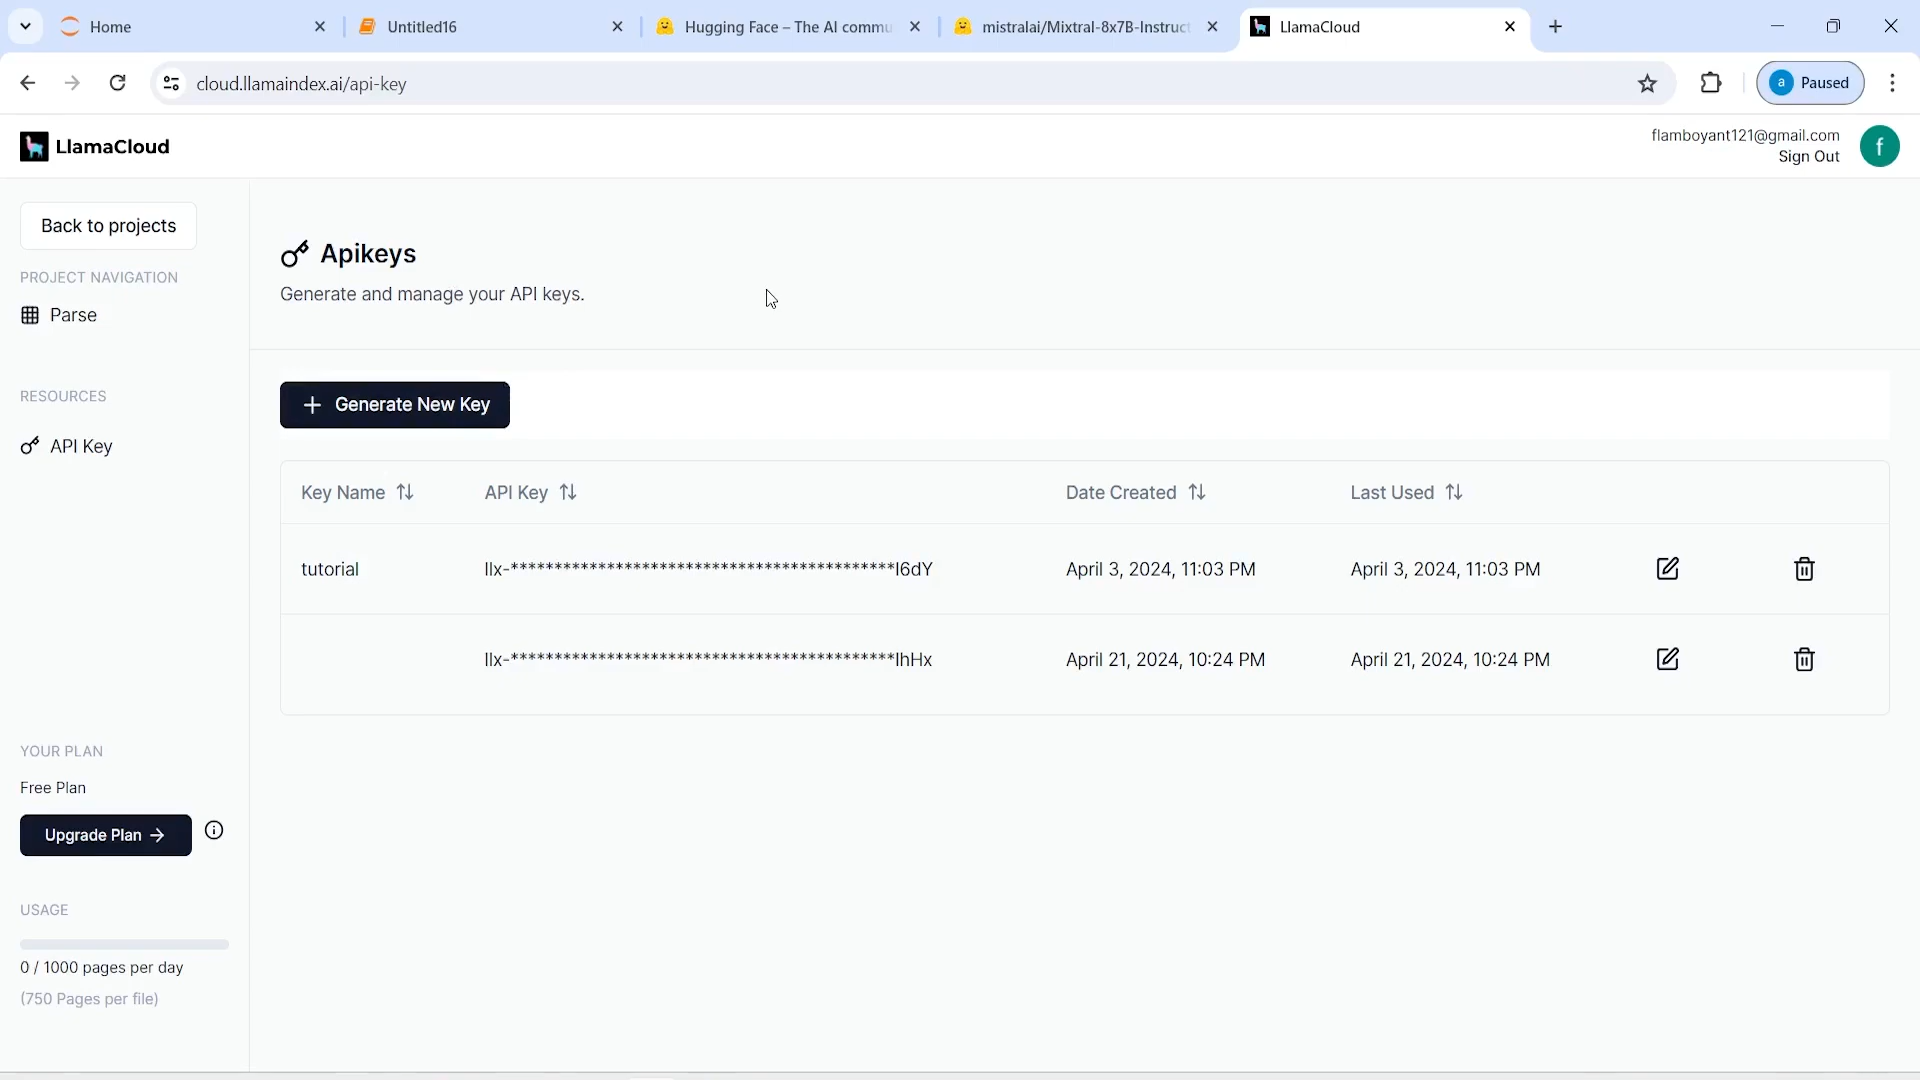 Home
Untitled16
Hugging Face – The AI commu
mistralai/Mixtral-8x7B-Instruct
LlamaCloud
cloud.llamaindex.ai/api-key
a Paused
LlamaCloud
flamboyant121@gmail.com
Sign Out
f
Back to projects
PROJECT NAVIGATION
Parse
RESOURCES
API Key
YOUR PLAN
Free Plan
Upgrade Plan →
USAGE
0 / 1000 pages per day
(750 Pages per file)
Apikeys
Generate and manage your API keys.
+ Generate New Key
Key Name API Key Date Created Last Used
tutorial llx-********************************************l6dY April 3, 2024, 11:03 PM April 3, 2024, 11:03 PM
llx-********************************************lhHx April 21, 2024, 10:24 PM April 21, 2024, 10:24 PM